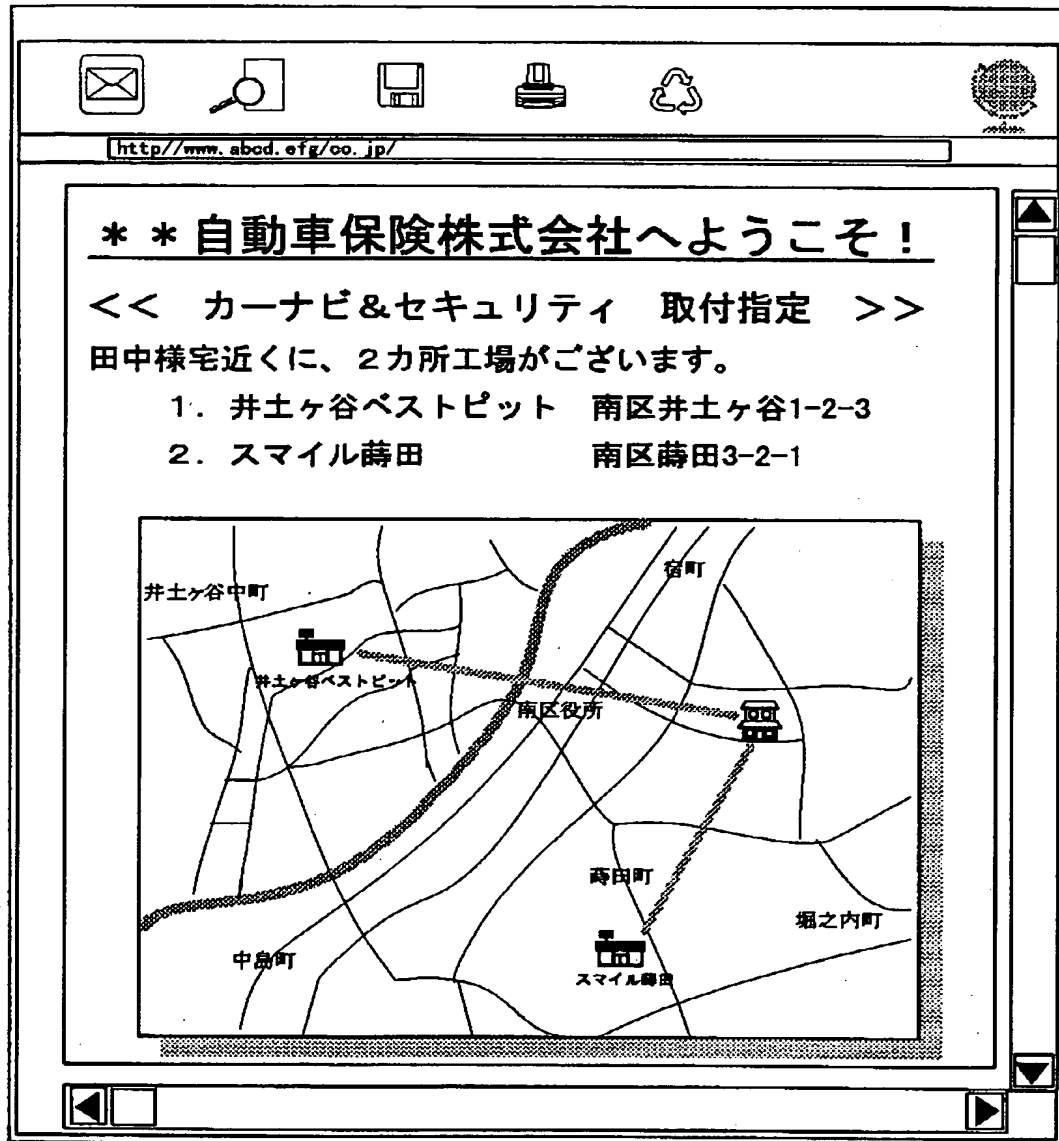 http//www.abcd.efg/co.jp/
＊＊自動車保険株式会社へようこそ！
＜＜　カーナビ＆セキュリティ　取付指定　＞＞
田中様宅近くに、２カ所工場がございます。
１．井土ヶ谷ベストピット　南区井土ヶ谷1-2-3
２．スマイル蒔田　南区蒔田3-2-1
宿町
井土ヶ谷中町
井土ヶ谷ベストピット
南区役所
蒔田町
堀之内町
中島町
スマイル蒔田